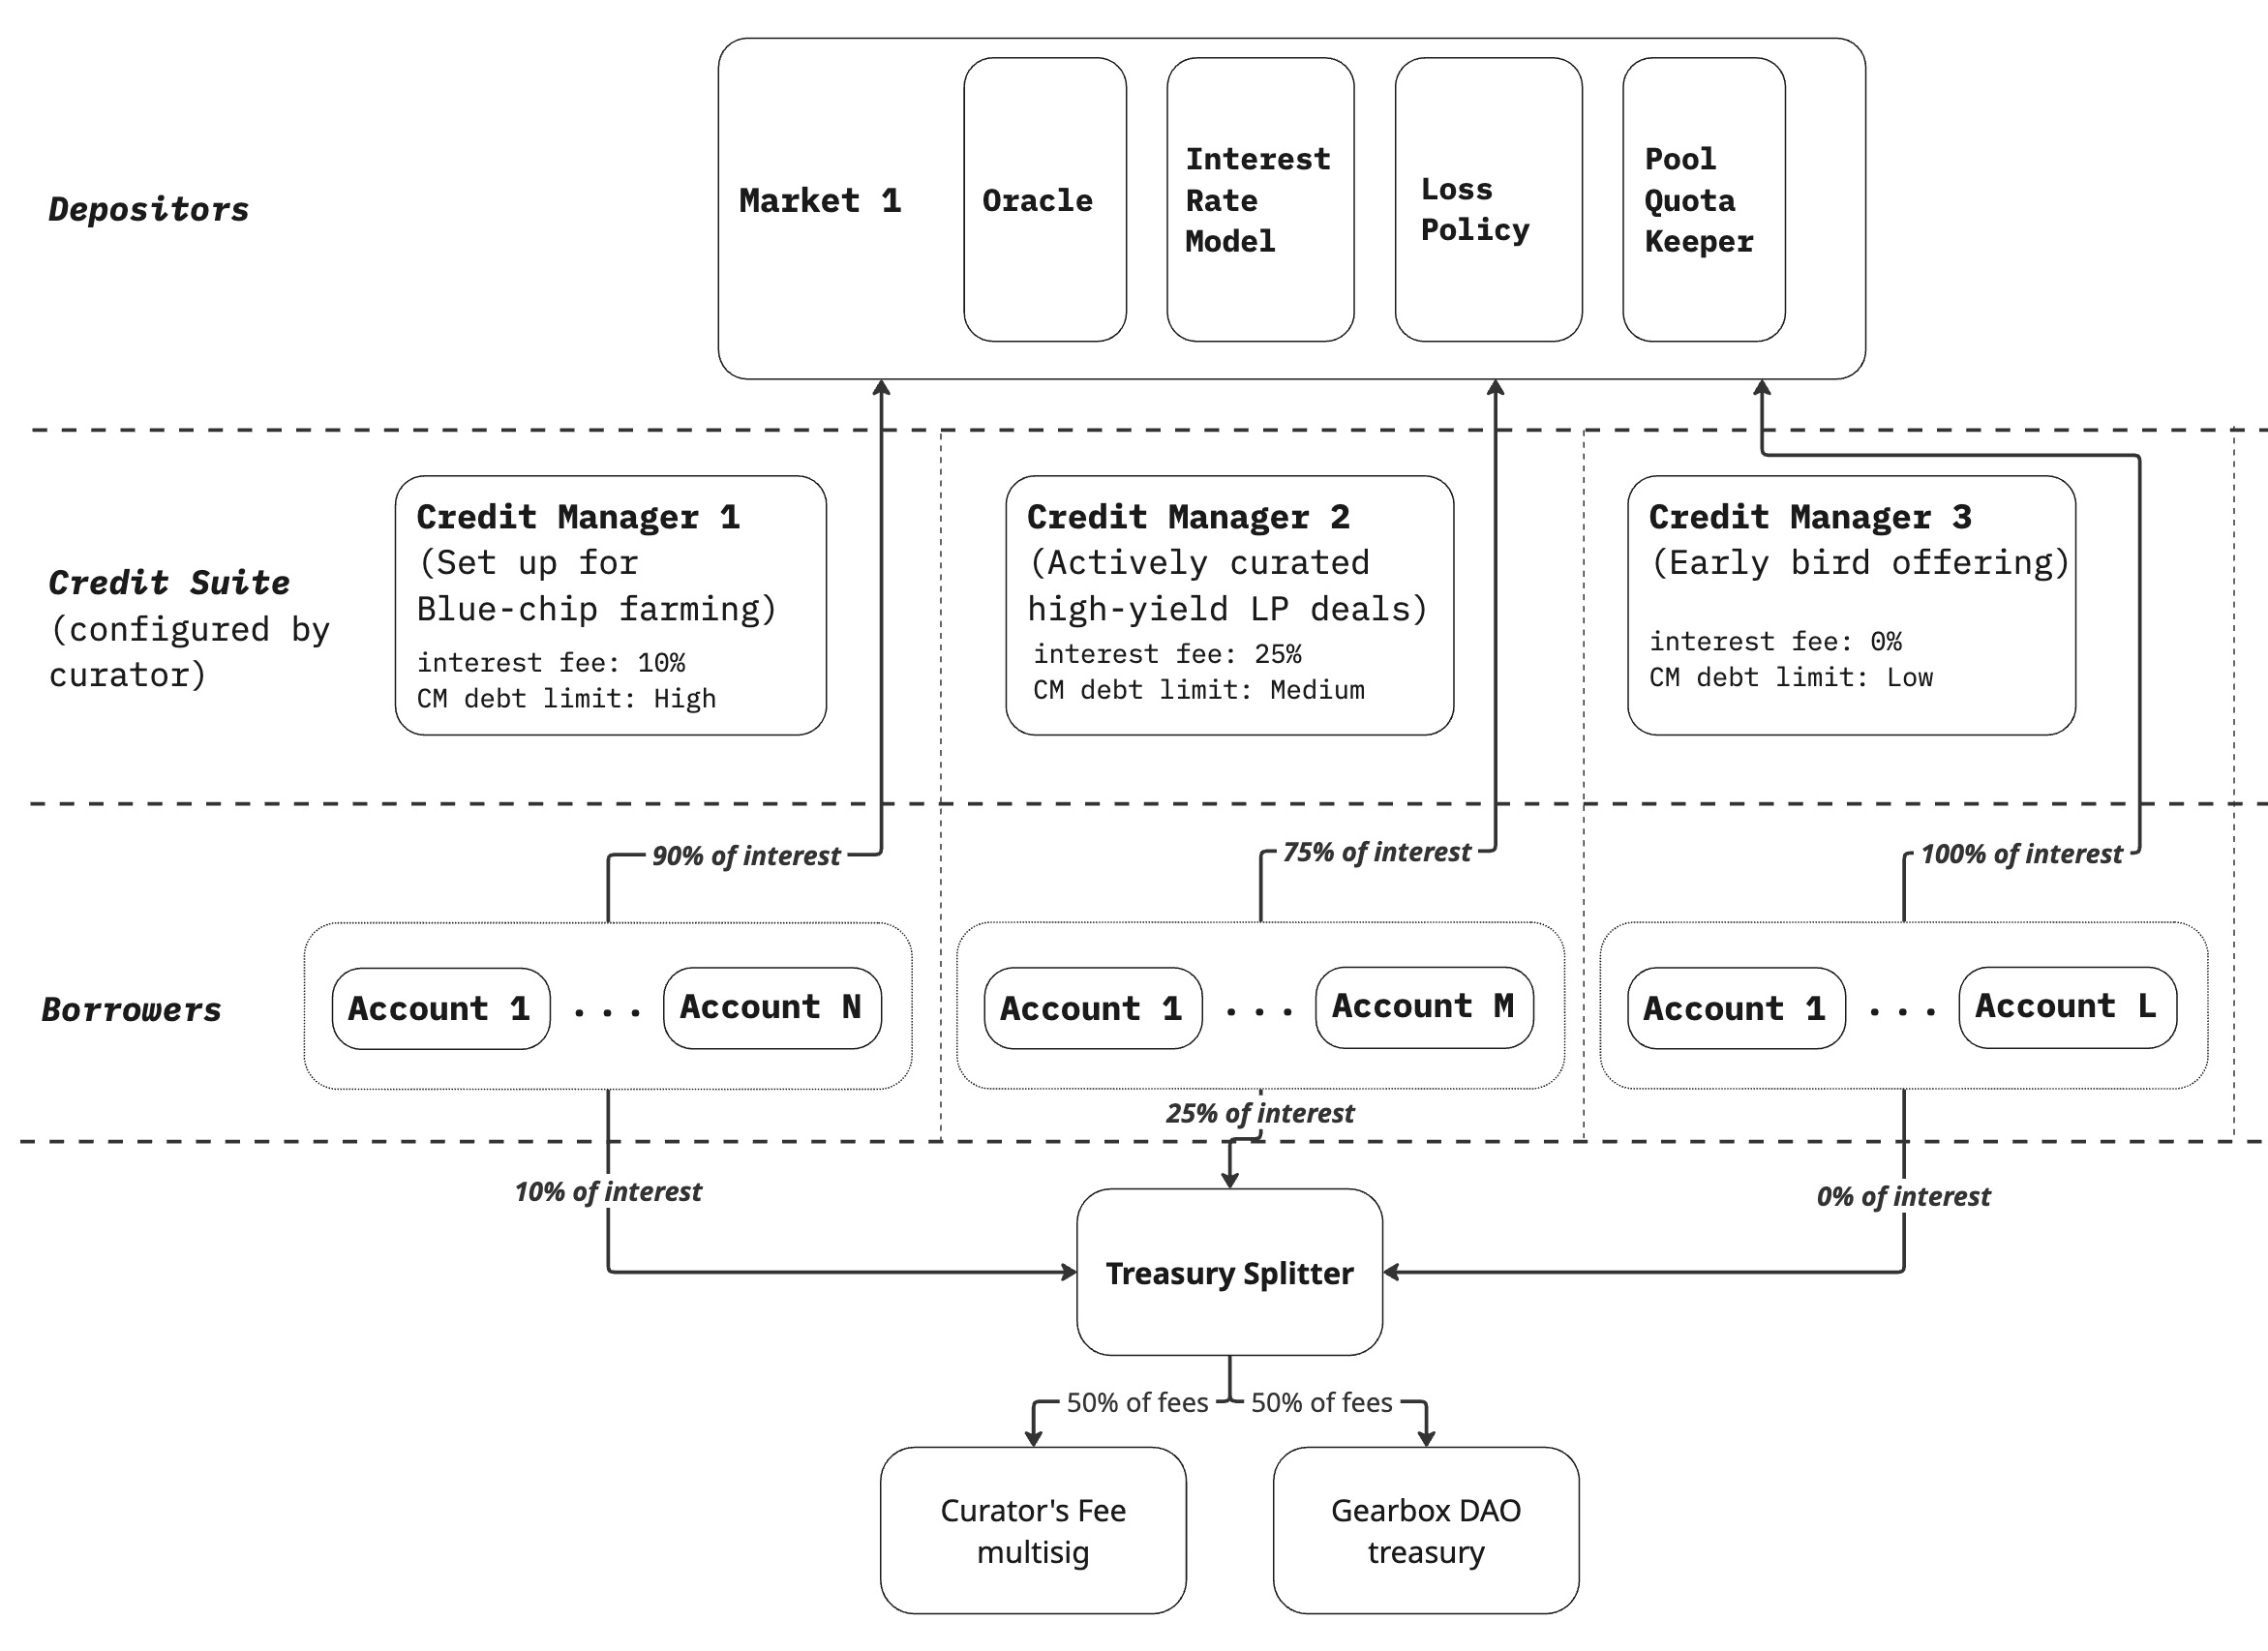 Depositors
Market 1
Oracle
Interest
Rate
Model
Loss
Policy
Pool
Quota
Keeper
Credit Suite
(configured by
curator)
Credit Manager 1
(Set up for
Blue-chip farming)
interest fee: 10%
CM debt limit: High
Credit Manager 2
(Actively curated
high-yield LP deals)
interest fee: 25%
CM debt limit: Medium
Credit Manager 3
(Early bird offering)
interest fee: 0%
CM debt limit: Low
90% of interest
75% of interest
100% of interest
Borrowers
Account 1
...
Account N
Account 1
...
Account M
Account 1
...
Account L
25% of interest
10% of interest
0% of interest
Treasury Splitter
50% of fees
50% of fees
Curator's Fee
multisig
Gearbox DAO
treasury